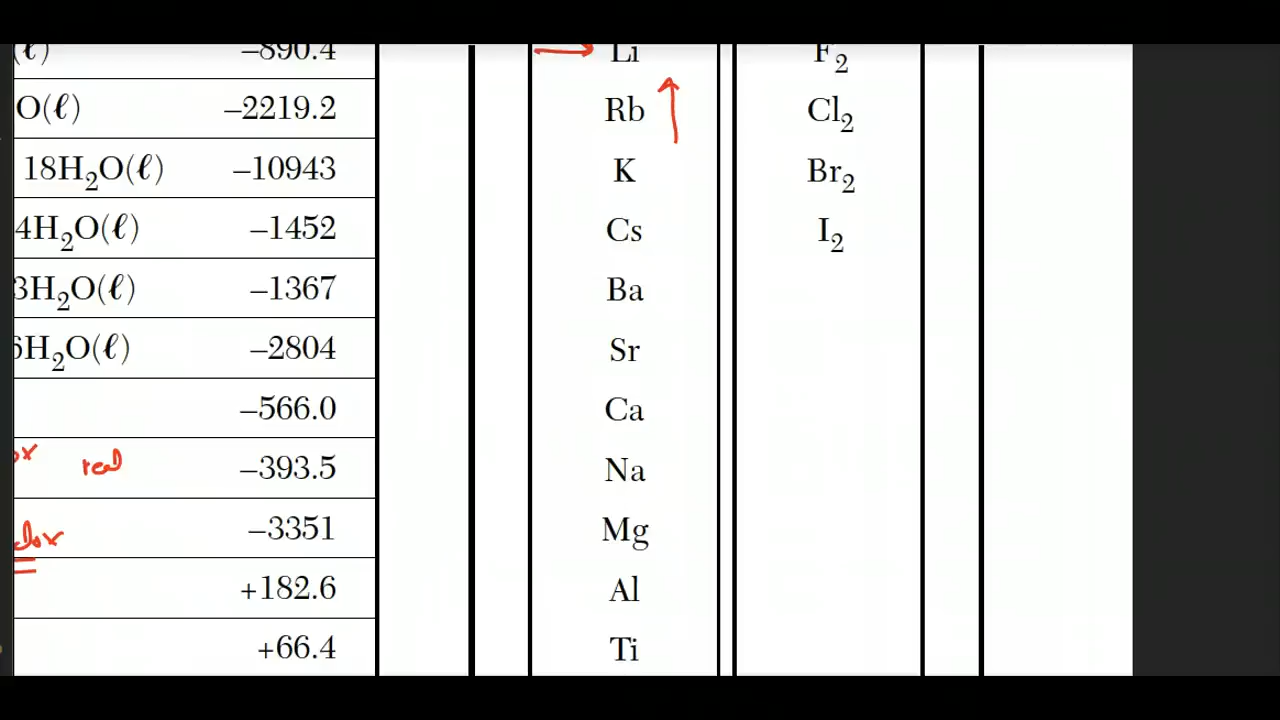 (ℓ) –890.4 Li F₂
O(ℓ) –2219.2 Rb Cl₂
18H₂O(ℓ) –10943 K Br₂
4H₂O(ℓ) –1452 Cs I₂
3H₂O(ℓ) –1367 Ba
6H₂O(ℓ) –2804 Sr
–566.0 Ca
ox red –393.5 Na
–3351 Mg
+182.6 Al
+66.4 Ti